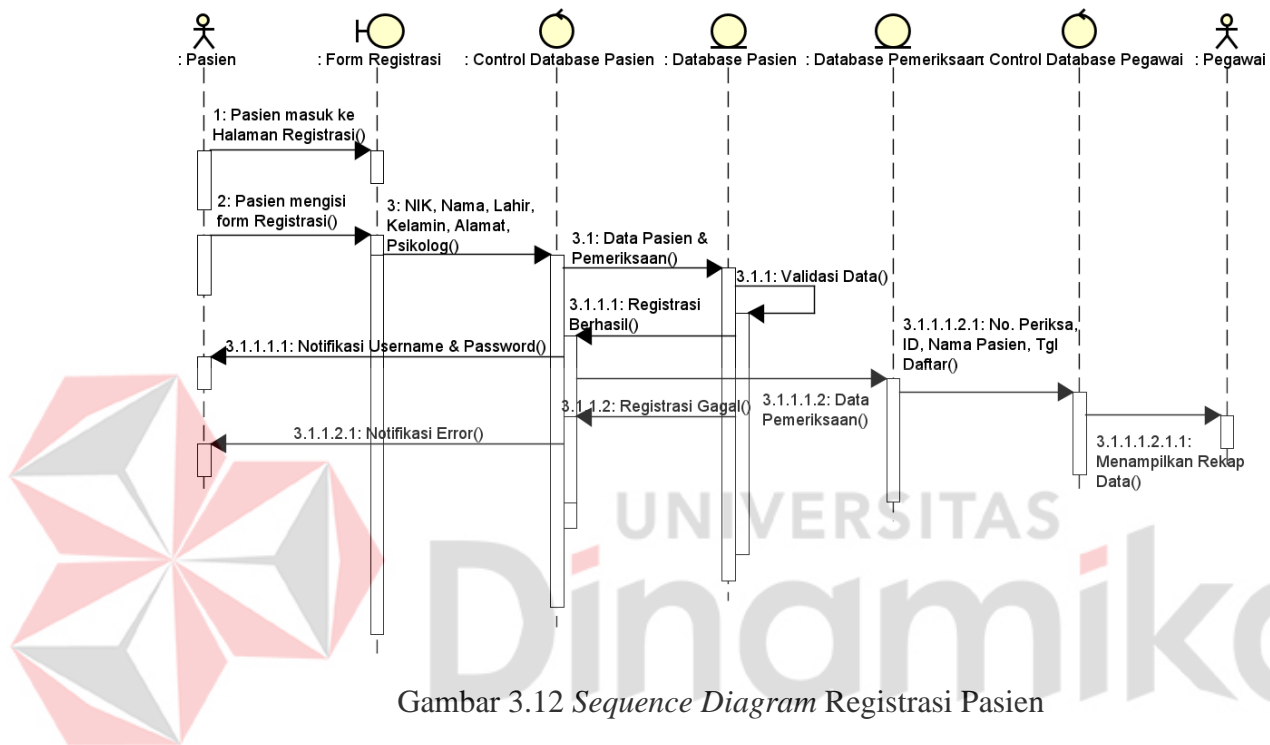 : Pasien
: Form Registrasi
: Control Database Pasien
: Database Pasien
: Database Pemeriksaan
: Control Database Pegawai
: Pegawai
1: Pasien masuk ke
Halaman Registrasi()
2: Pasien mengisi
form Registrasi()
3: NIK, Nama, Lahir,
Kelamin, Alamat,
Psikolog()
3.1: Data Pasien &
Pemeriksaan()
3.1.1: Validasi Data()
3.1.1.1: Registrasi
Berhasil()
3.1.1.1.1: Notifikasi Username & Password()
3.1.1.1.2.1: No. Periksa,
ID, Nama Pasien, Tgl
Daftar()
3.1.1.1.2: Data
Pemeriksaan()
3.1.1.2: Registrasi Gagal()
3.1.1.2.1: Notifikasi Error()
3.1.1.1.2.1.1:
Menampilkan Rekap
Data()
UNIVERSITAS
Dinamika
Gambar 3.12 Sequence Diagram Registrasi Pasien